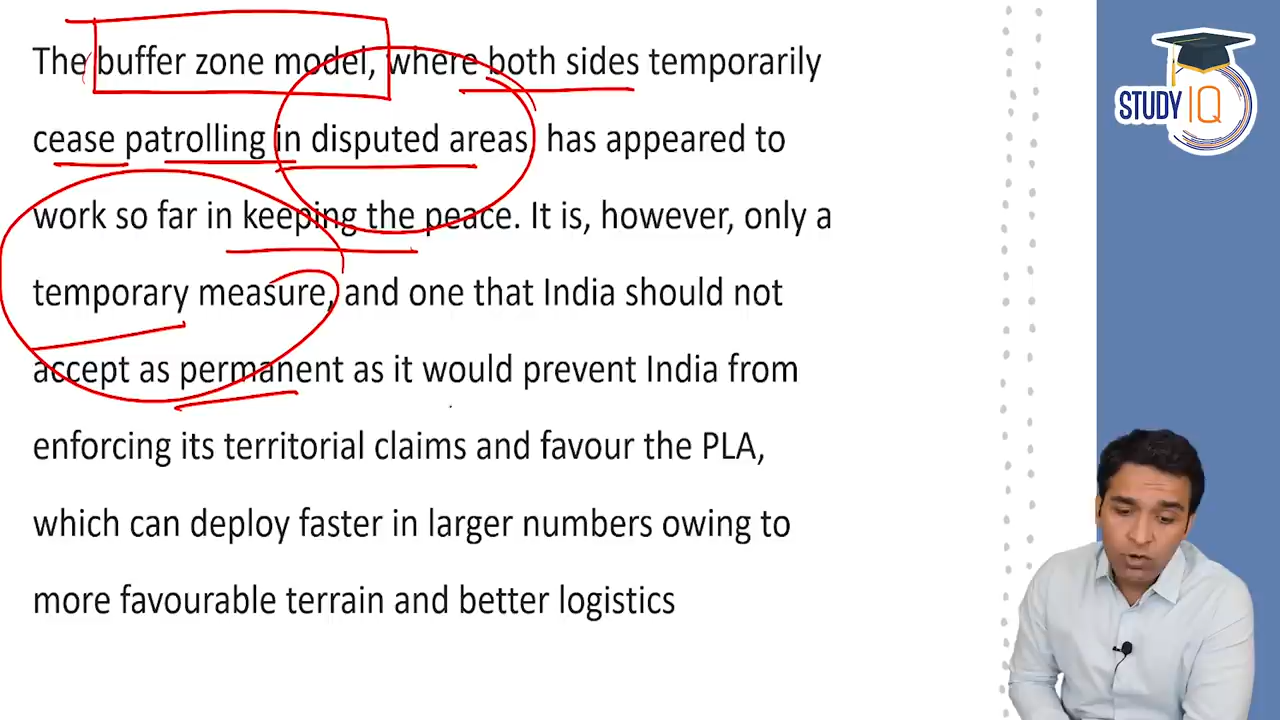 The buffer zone model, where both sides temporarily
cease patrolling in disputed areas, has appeared to
work so far in keeping the peace. It is, however, only a
temporary measure, and one that India should not
accept as permanent as it would prevent India from
enforcing its territorial claims and favour the PLA,
which can deploy faster in larger numbers owing to
more favourable terrain and better logistics
STUDY IQ